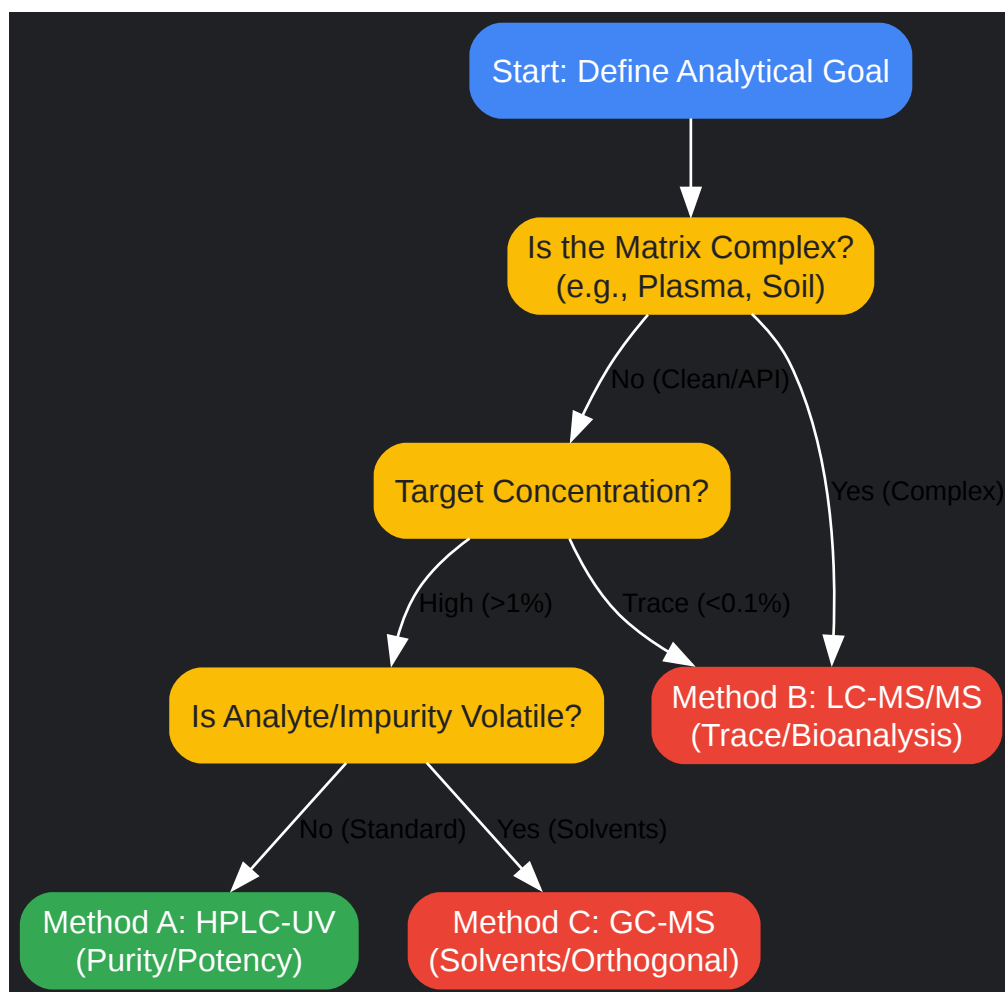 Start: Define Analytical Goal
Is the Matrix Complex?
(e.g., Plasma, Soil)
No (Clean/API)
Target Concentration?
Yes (Complex)
High (>1%)
Trace (<0.1%)
Is Analyte/Impurity Volatile?
Method B: LC-MS/MS
(Trace/Bioanalysis)
No (Standard)
Yes (Solvents)
Method A: HPLC-UV
(Purity/Potency)
Method C: GC-MS
(Solvents/Orthogonal)